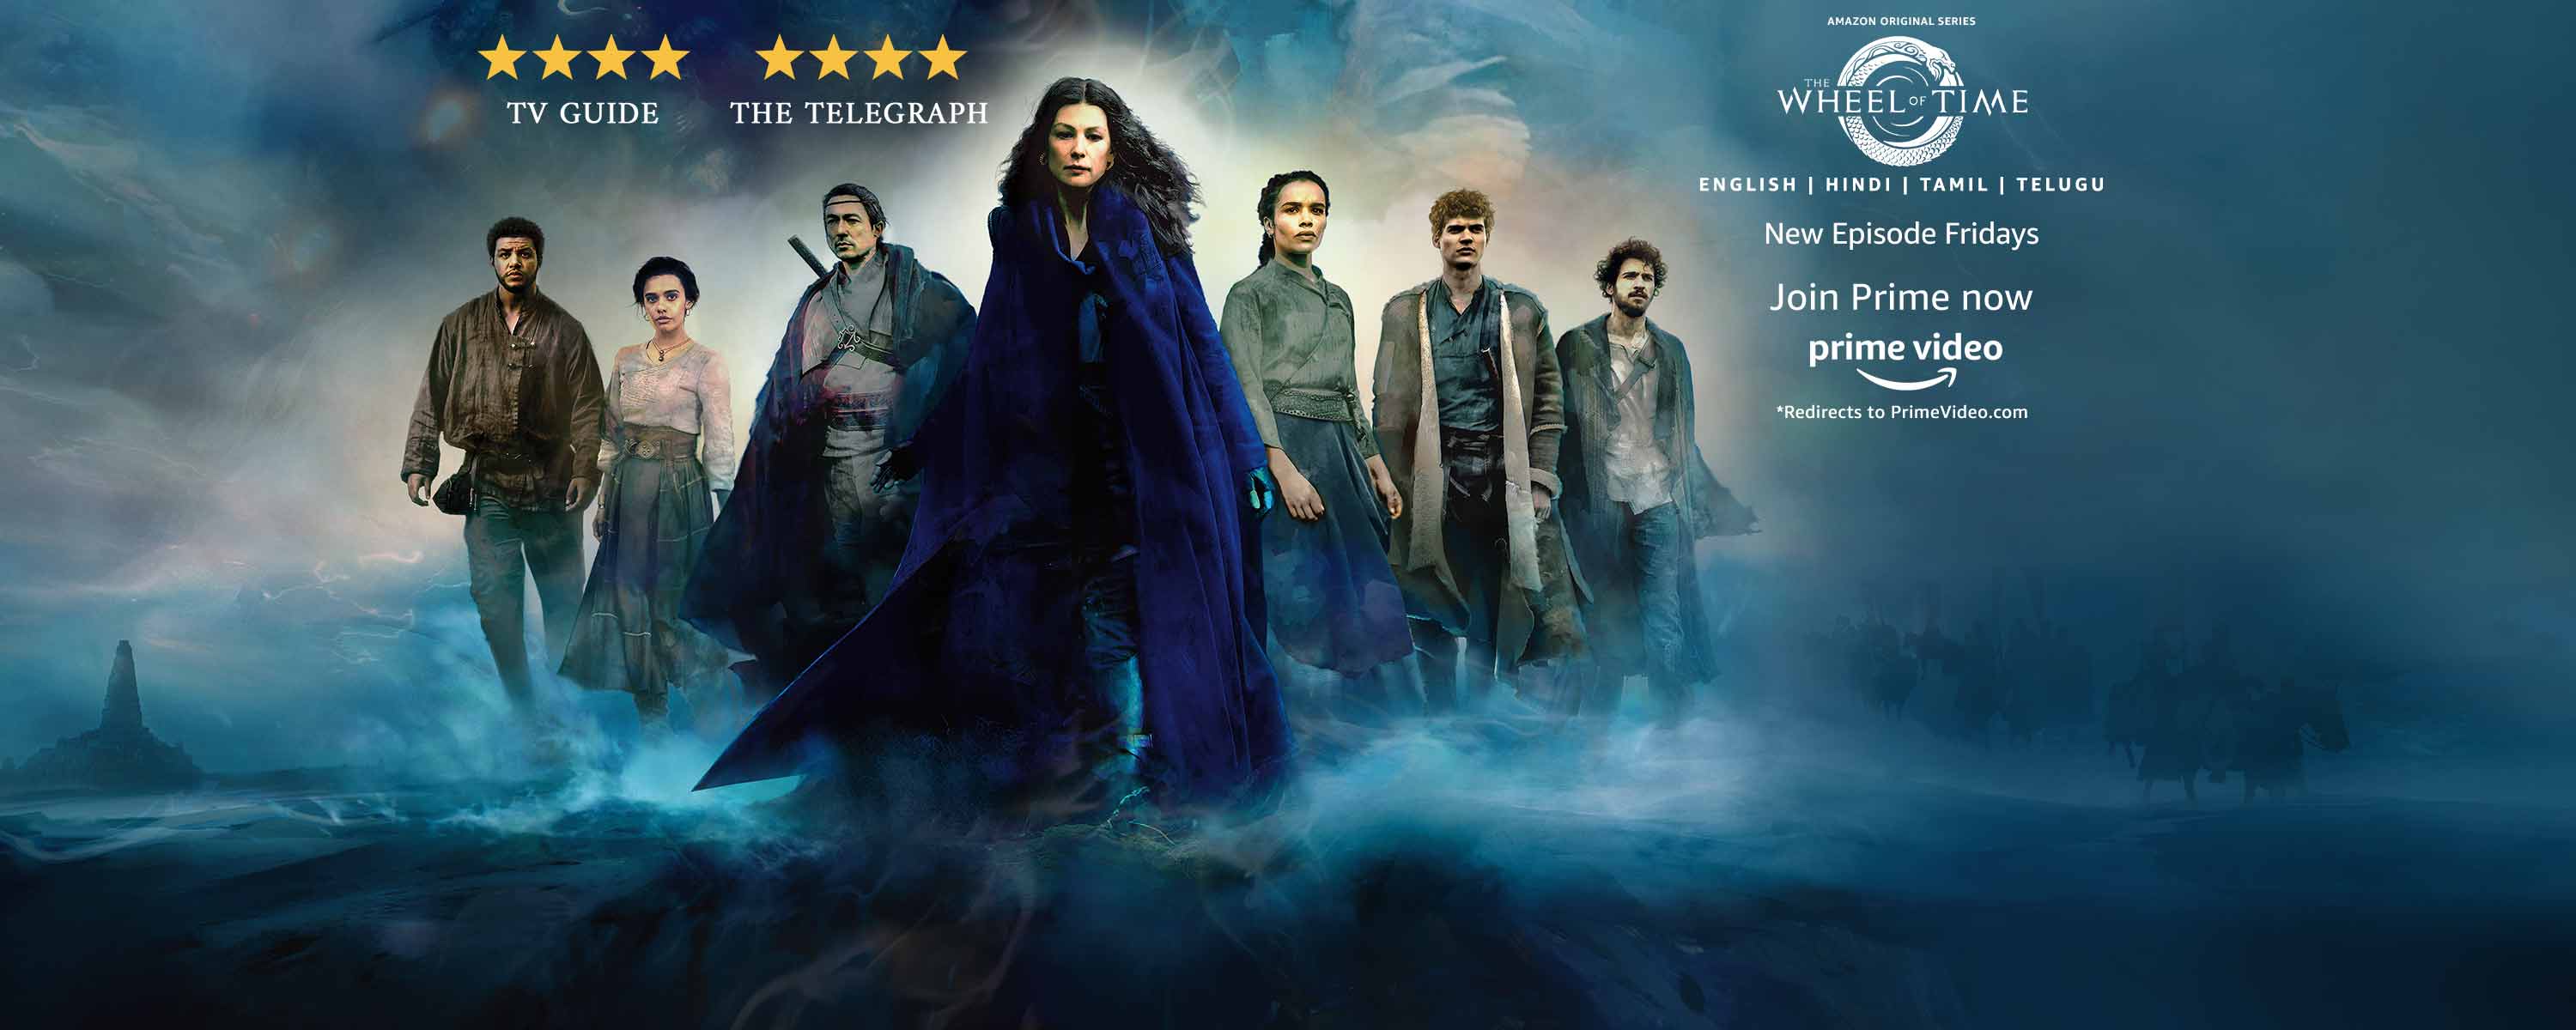 TV GUIDE
THE TELEGRAPH
AMAZON ORIGINAL SERIES
THE
WHEEL OF TIME
ENGLISH | HINDI | TAMIL | TELUGU
New Episode Fridays
Join Prime now
prime video
*Redirects to PrimeVideo.com